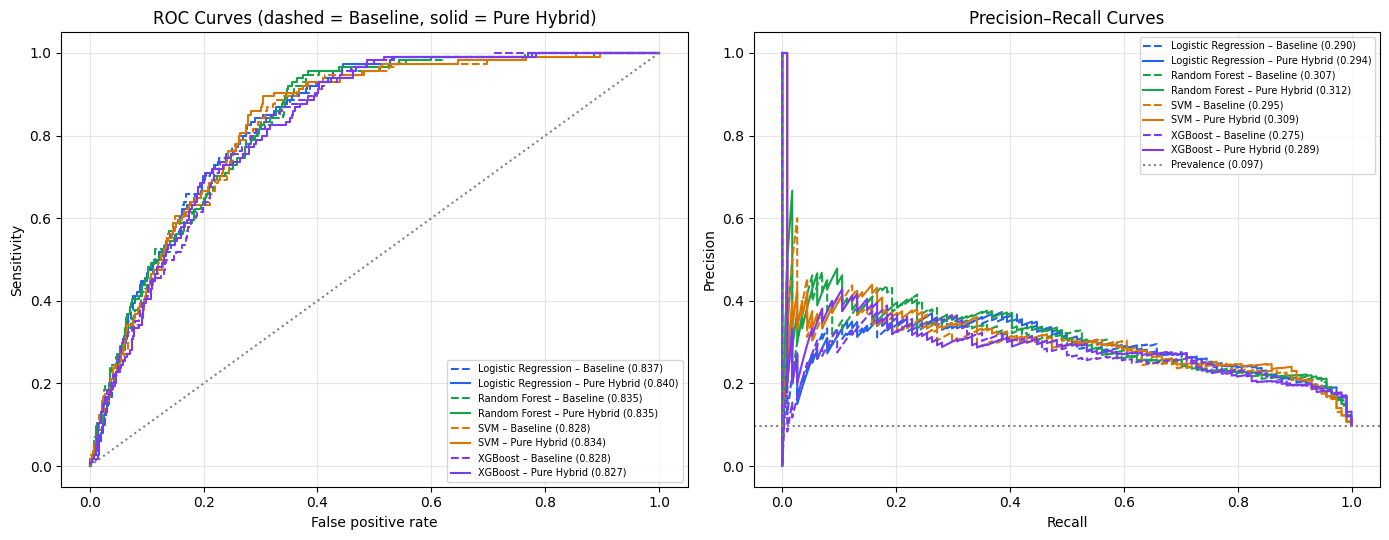 ROC Curves (dashed = Baseline, solid = Pure Hybrid)
1.0
0.8
0.6
0.4
0.2
0.0
Sensitivity
0.0 0.2 0.4 0.6 0.8 1.0
False positive rate
Logistic Regression – Baseline (0.837)
Logistic Regression – Pure Hybrid (0.840)
Random Forest – Baseline (0.835)
Random Forest – Pure Hybrid (0.835)
SVM – Baseline (0.828)
SVM – Pure Hybrid (0.834)
XGBoost – Baseline (0.828)
XGBoost – Pure Hybrid (0.827)
Precision–Recall Curves
1.0
0.8
0.6
0.4
0.2
0.0
Precision
0.0 0.2 0.4 0.6 0.8 1.0
Recall
Logistic Regression – Baseline (0.290)
Logistic Regression – Pure Hybrid (0.294)
Random Forest – Baseline (0.307)
Random Forest – Pure Hybrid (0.312)
SVM – Baseline (0.295)
SVM – Pure Hybrid (0.309)
XGBoost – Baseline (0.275)
XGBoost – Pure Hybrid (0.289)
Prevalence (0.097)